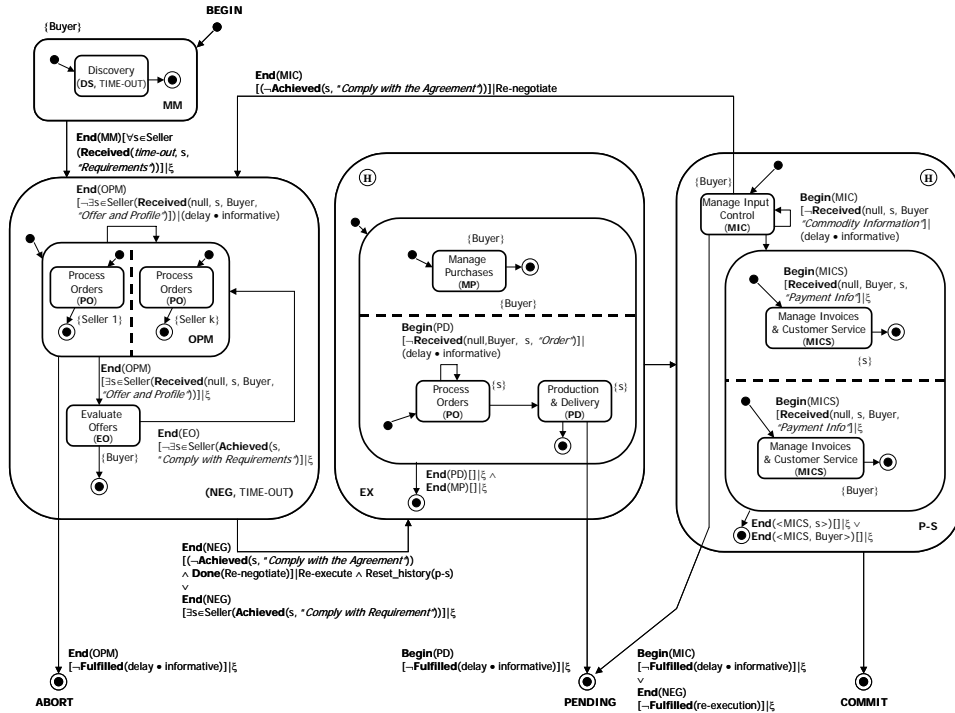 BEGIN
{Buyer}
Discovery
(DS, TIME-OUT)
MM
End(MM)[∀s∈Seller
(Received(time-out, s,
"Requirements"))]|ξ
End(MIC)
[(¬Achieved(s, "Comply with the Agreement"))]|Re-negotiate
End(OPM)
[¬∃s∈Seller(Received(null, s, Buyer,
"Offer and Profile")])|(delay • informative)
Process
Orders
(PO)
{Seller 1}
Process
Orders
(PO)
{Seller k}
OPM
End(OPM)
[∃s∈Seller(Received(null, s, Buyer,
"Offer and Profile"))]|ξ
Evaluate
Offers
(EO)
{Buyer}
End(EO)
[¬∃s∈Seller(Achieved(s,
"Comply with Requirements")]|ξ
(NEG, TIME-OUT)
H
{Buyer}
Manage
Purchases
(MP)
{Buyer}
Begin(PD)
[¬Received(null,Buyer, s, "Order")]|
(delay • informative)
Process
Orders
(PO)
{s}
Production
& Delivery
(PD)
{s}
End(PD)[]|ξ ∧
End(MP)[]|ξ
EX
H
{Buyer}
Manage Input
Control
(MIC)
Begin(MIC)
[¬Received(null, s, Buyer
"Commodity Information"]|
(delay • informative)
Begin(MICS)
[Received(null, Buyer, s,
"Payment Info"]|ξ
Manage Invoices
& Customer Service
(MICS)
{s}
Begin(MICS)
[Received(null, s, Buyer,
"Payment Info"]|ξ
Manage Invoices
& Customer Service
(MICS)
{Buyer}
End(<MICS, s>)[]|ξ ∨
End(<MICS, Buyer>)[]|ξ
P-S
End(NEG)
[(¬Achieved(s, "Comply with the Agreement"))
∧ Done(Re-negotiate)]|Re-execute ∧ Reset_history(p-s)
∨
End(NEG)
[∃s∈Seller(Achieved(s, "Comply with Requirement"))]|ξ
End(OPM)
[¬Fulfilled(delay • informative)]|ξ
ABORT
Begin(PD)
[¬Fulfilled(delay • informative)]|ξ
PENDING
Begin(MIC)
[¬Fulfilled(delay • informative)]|ξ
∨
End(NEG)
[¬Fulfilled(re-execution)]|ξ
COMMIT